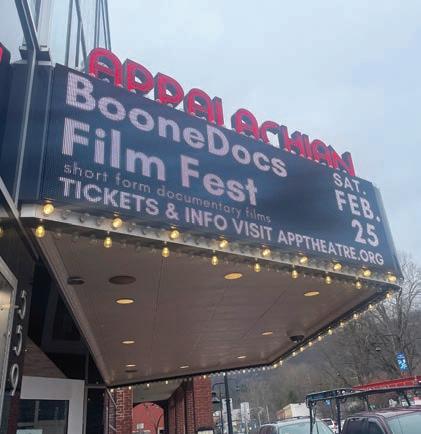 APPALACHIAN
BooneDocs
Film Fest
short form documentary films
SAT.
FEB.
25
TICKETS & INFO VISIT APPTHEATRE.ORG
559